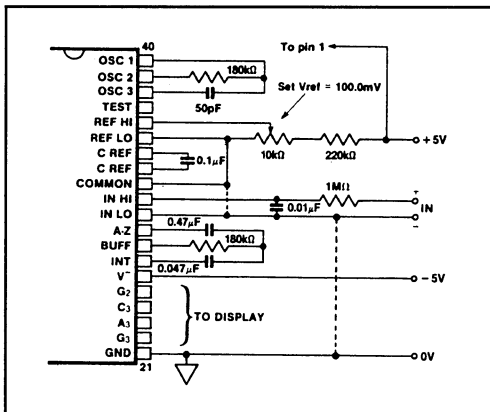 40
To pin 1
OSC 1
OSC 2
180kΩ
OSC 3
50pF
Set Vref = 100.0mV
TEST
REF HI
REF LO
+5V
10kΩ
220kΩ
C REF
0.1µF
C REF
COMMON
1MΩ
IN HI
+
IN
0.01µF
IN LO
−
0.47µF
A-Z
BUFF
180kΩ
INT
0.047µF
V−
−5V
G2
C3
TO DISPLAY
A3
G3
GND
0V
21